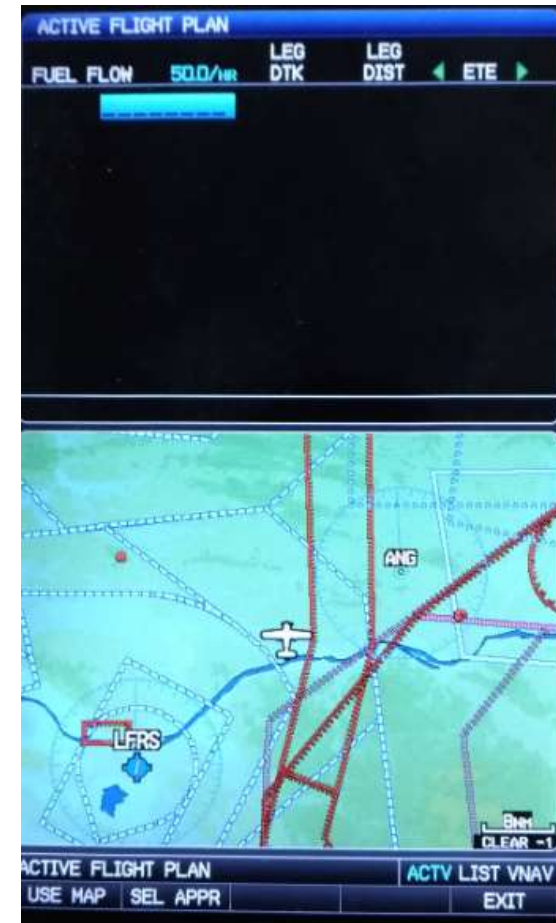 ACTIVE FLIGHT PLAN
LEG LEG
FUEL FLOW 50.0/HR DTK DIST ETE
ANG
LFRS
8NM
CLEAR -1
ACTIVE FLIGHT PLAN ACTV LIST VNAV
USE MAP SEL APPR EXIT